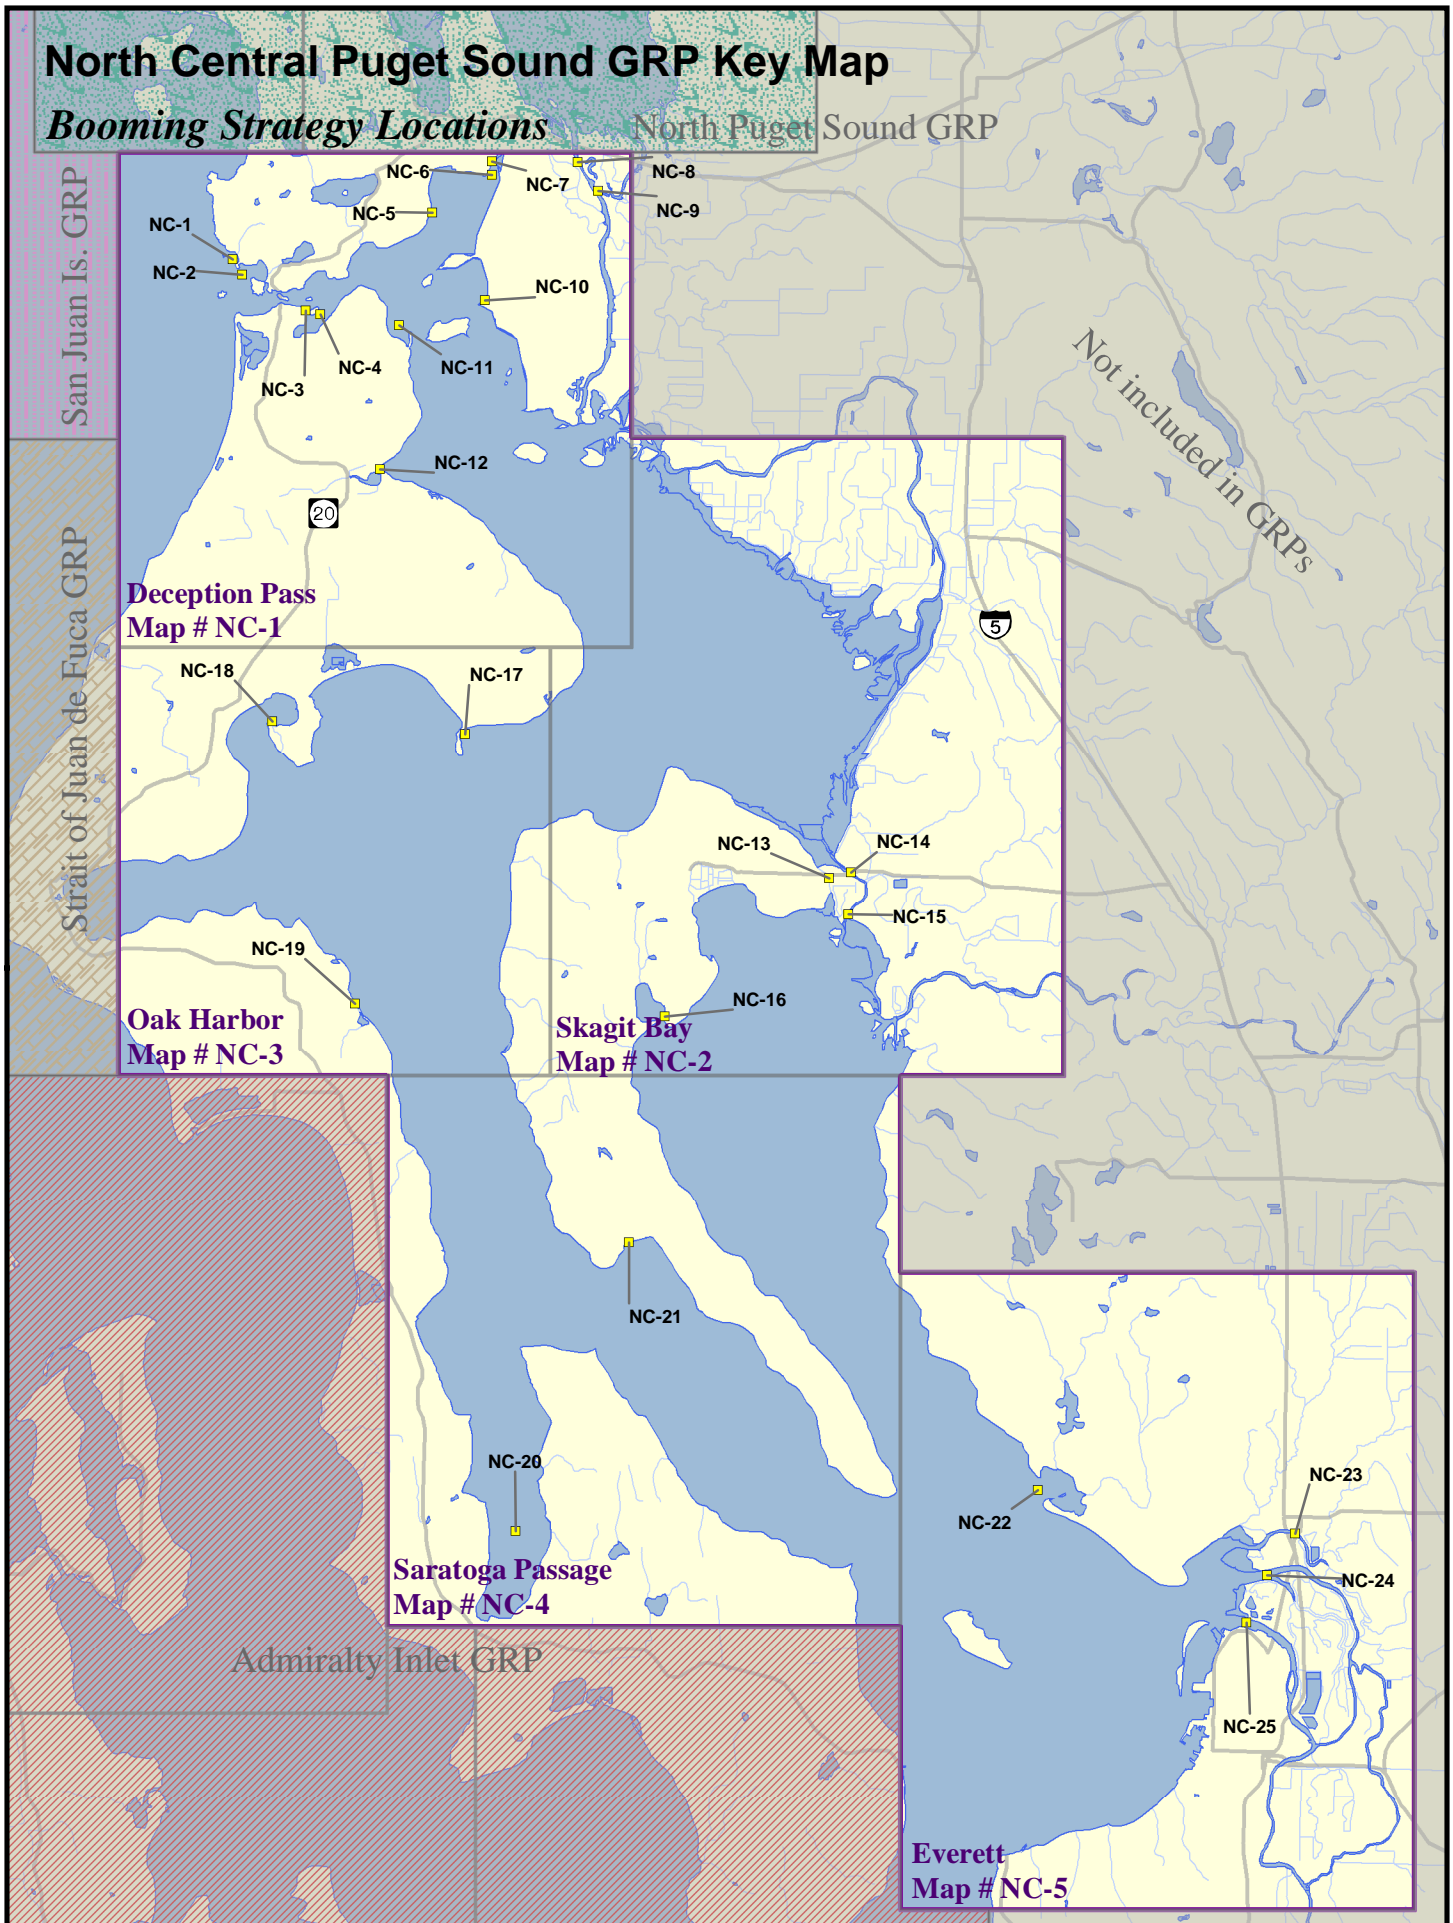 North Central Puget Sound GRP Key Map
Booming Strategy Locations
North Puget Sound GRP
San Juan Is. GRP
Strait of Juan de Fuca GRP
Not included in GRPs
NC-6
NC-7
NC-8
NC-9
NC-5
NC-1
NC-2
NC-10
NC-3
NC-4
NC-11
NC-12
20
Deception Pass
Map # NC-1
5
NC-18
NC-17
NC-13
NC-14
NC-15
NC-19
NC-16
Oak Harbor
Map # NC-3
Skagit Bay
Map # NC-2
NC-21
NC-20
NC-22
NC-23
NC-24
NC-25
Saratoga Passage
Map # NC-4
Admiralty Inlet GRP
Everett
Map # NC-5